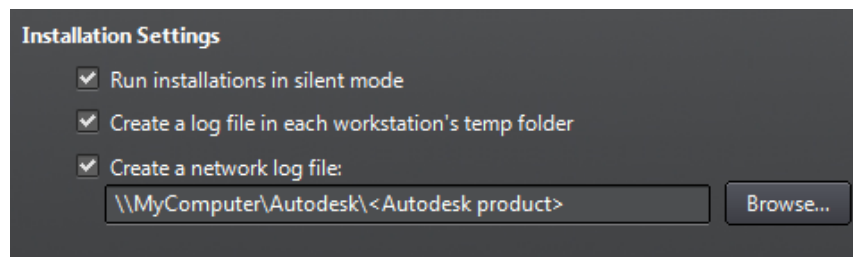 Installation Settings
Run installations in silent mode
Create a log file in each workstation's temp folder
Create a network log file:
\\MyComputer\Autodesk\<Autodesk product>
Browse...